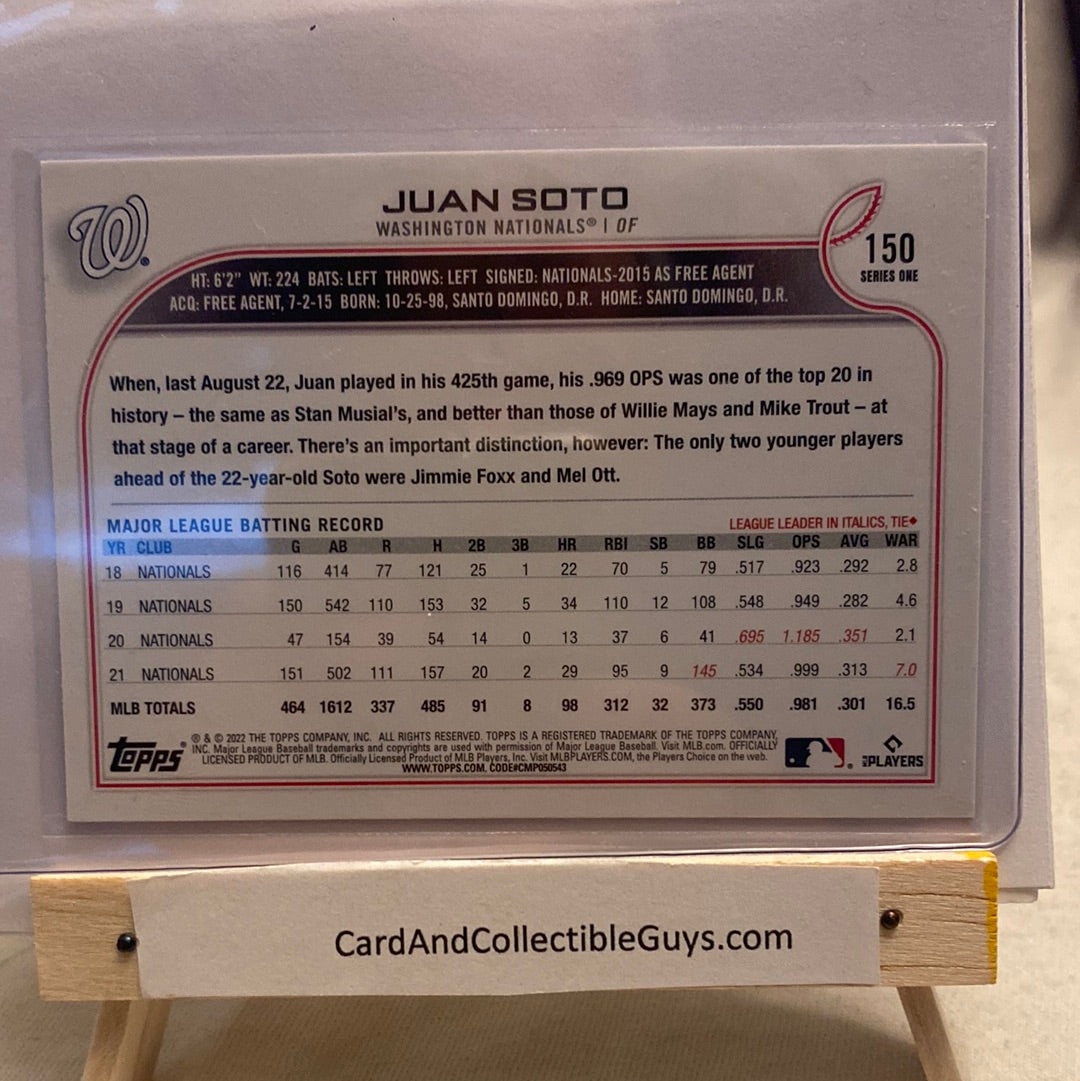 W
JUAN SOTO
WASHINGTON NATIONALS® | OF
150
SERIES ONE
HT: 6'2" WT: 224 BATS: LEFT THROWS: LEFT SIGNED: NATIONALS-2015 AS FREE AGENT
ACQ: FREE AGENT, 7-2-15 BORN: 10-25-98, SANTO DOMINGO, D.R. HOME: SANTO DOMINGO, D.R.
When, last August 22, Juan played in his 425th game, his .969 OPS was one of the top 20 in
history – the same as Stan Musial's, and better than those of Willie Mays and Mike Trout – at
that stage of a career. There's an important distinction, however: The only two younger players
ahead of the 22-year-old Soto were Jimmie Foxx and Mel Ott.
MAJOR LEAGUE BATTING RECORD LEAGUE LEADER IN ITALICS, TIE♦
YR CLUB G AB R H 2B 3B HR RBI SB BB SLG OPS AVG WAR
18 NATIONALS 116 414 77 121 25 1 22 70 5 79 .517 .923 .292 2.8
19 NATIONALS 150 542 110 153 32 5 34 110 12 108 .548 .949 .282 4.6
20 NATIONALS 47 154 39 54 14 0 13 37 6 41 .695 1.185 .351 2.1
21 NATIONALS 151 502 111 157 20 2 29 95 9 145 .534 .999 .313 7.0
MLB TOTALS 464 1612 337 485 91 8 98 312 32 373 .550 .981 .301 16.5
TOPPS®
® & © 2022 THE TOPPS COMPANY, INC. ALL RIGHTS RESERVED. TOPPS IS A REGISTERED TRADEMARK OF THE TOPPS COMPANY,
INC. Major League Baseball trademarks and copyrights are used with permission of Major League Baseball. Visit MLB.com. OFFICIALLY
LICENSED PRODUCT OF MLB. Officially Licensed Product of MLB Players, Inc. Visit MLBPLAYERS.COM, the Players Choice on the web.
WWW.TOPPS.COM. CODE#CMP050543
MLB PLAYERS
CardAndCollectibleGuys.com